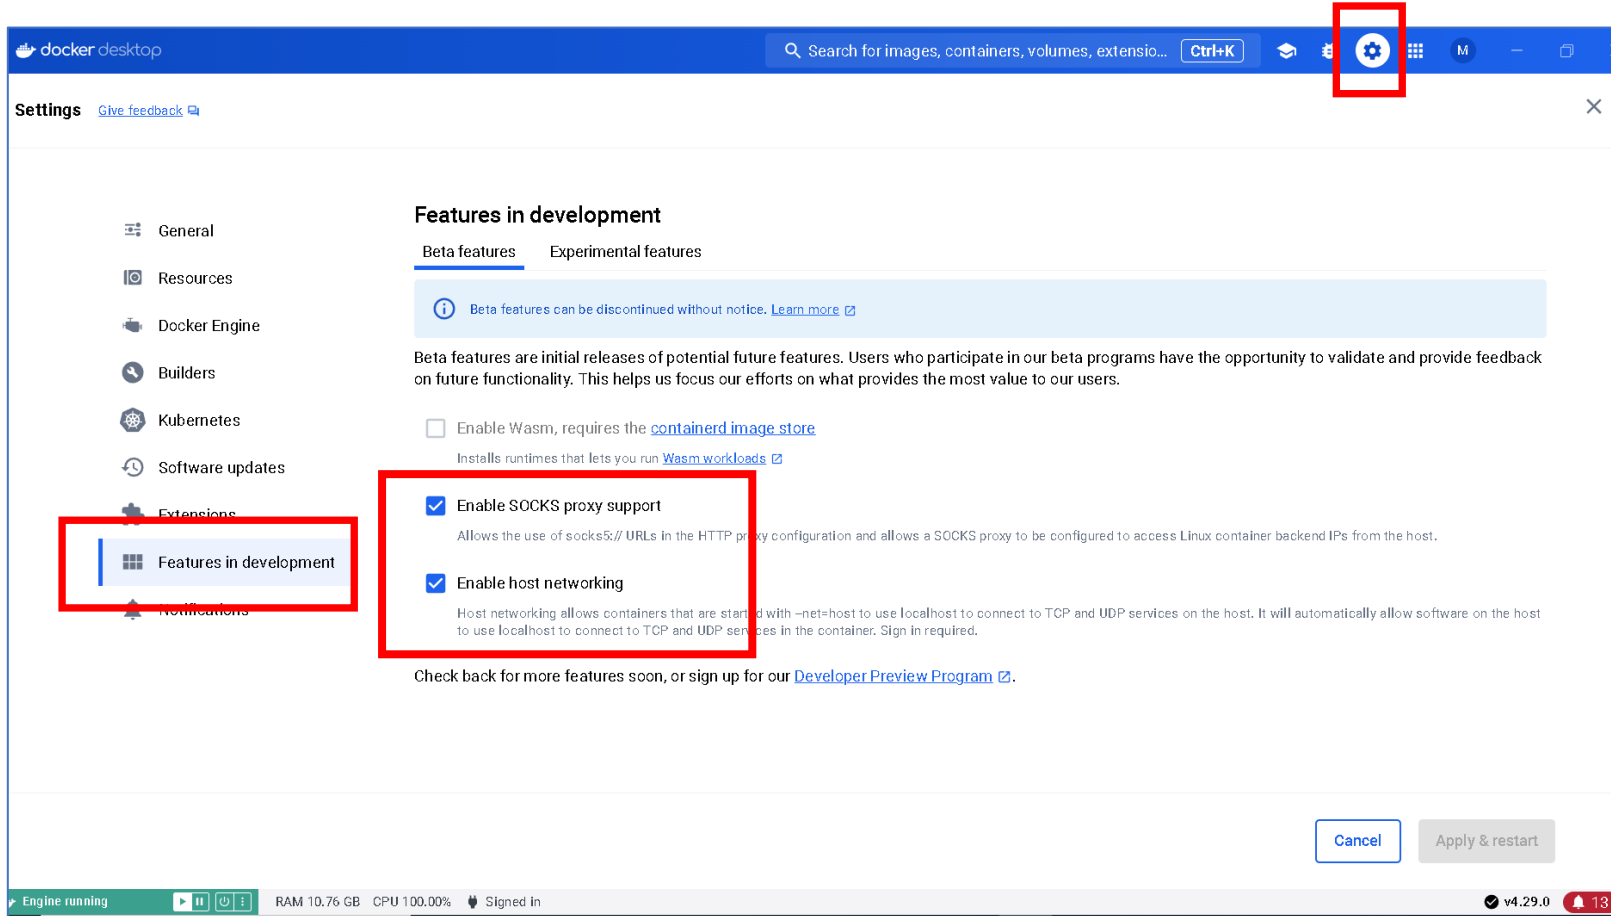 docker desktop
Search for images, containers, volumes, extensio... Ctrl+K
M
Settings Give feedback
General
Resources
Docker Engine
Builders
Kubernetes
Software updates
Extensions
Features in development
Notifications
Features in development
Beta features Experimental features
Beta features can be discontinued without notice. Learn more
Beta features are initial releases of potential future features. Users who participate in our beta programs have the opportunity to validate and provide feedback
on future functionality. This helps us focus our efforts on what provides the most value to our users.
Enable Wasm, requires the containerd image store
Installs runtimes that lets you run Wasm workloads
Enable SOCKS proxy support
Allows the use of socks5:// URLs in the HTTP proxy configuration and allows a SOCKS proxy to be configured to access Linux container backend IPs from the host.
Enable host networking
Host networking allows containers that are started with –net=host to use localhost to connect to TCP and UDP services on the host. It will automatically allow software on the host
to use localhost to connect to TCP and UDP services in the container. Sign in required.
Check back for more features soon, or sign up for our Developer Preview Program.
Cancel Apply & restart
Engine running RAM 10.76 GB CPU 100.00% Signed in v4.29.0 13